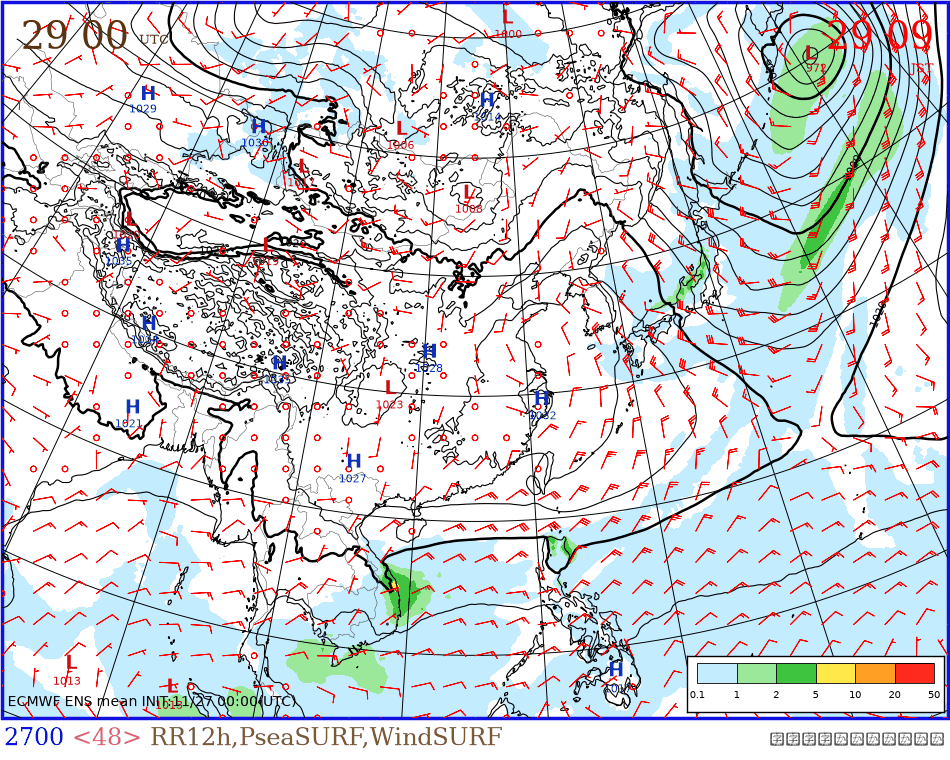 29 00 UTC
29 09 JST
L 1000
L 972
H 1029
H 1036
H
L 1006
L
L 1008
L
H 1035
L
H
H
H 1028
L 1023
H 1032
H 1021
H 1027
1020
L 1013
L 1013
H
ECMWF ENS mean INIT:11/27 00:00(UTC)
0.1 1 2 5 10 20 50
2700 <48> RR12h,PseaSURF,WindSURF